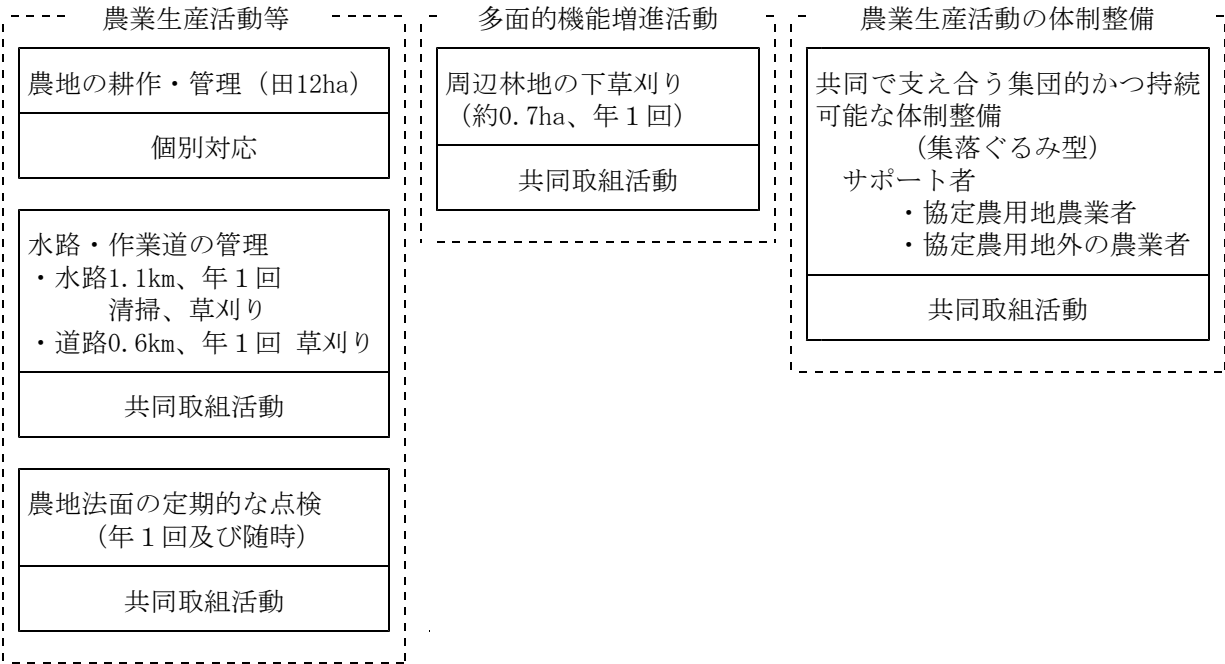 農業生産活動等
農地の耕作・管理（田12ha）
個別対応
水路・作業道の管理
・水路1.1km、年１回
清掃、草刈り
・道路0.6km、年１回 草刈り
共同取組活動
農地法面の定期的な点検
（年１回及び随時）
共同取組活動
多面的機能増進活動
周辺林地の下草刈り
（約0.7ha、年１回）
共同取組活動
農業生産活動の体制整備
共同で支え合う集団的かつ持続
可能な体制整備
（集落ぐるみ型）
サポート者
・協定農用地農業者
・協定農用地外の農業者
共同取組活動